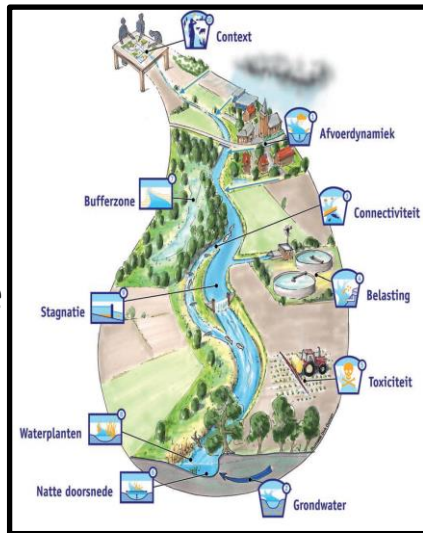 Context
Afvoerdynamiek
Bufferzone
Connectiviteit
Belasting
Stagnatie
Toxiciteit
Waterplanten
Natte doorsnede
Grondwater